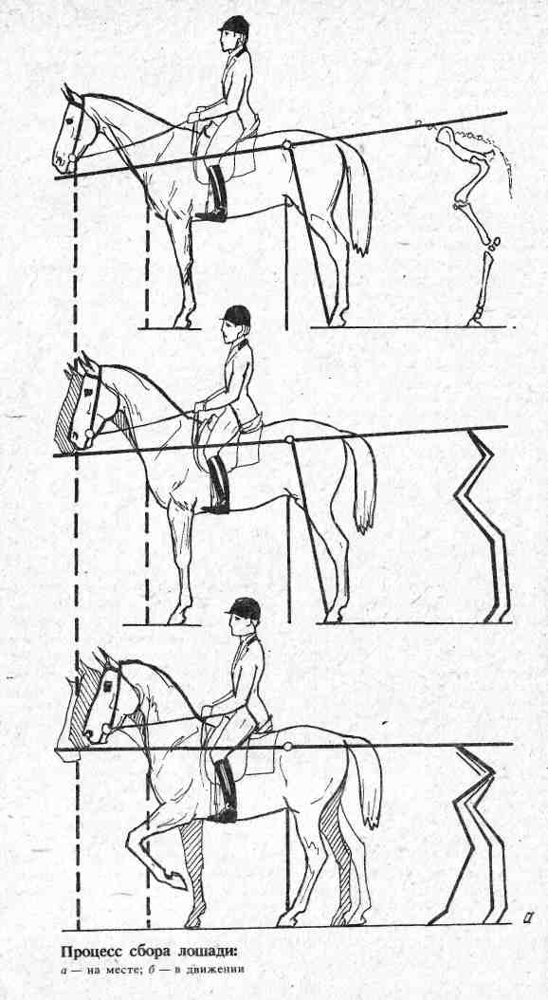 а
Процесс сбора лошади:
а — на месте; б — в движении